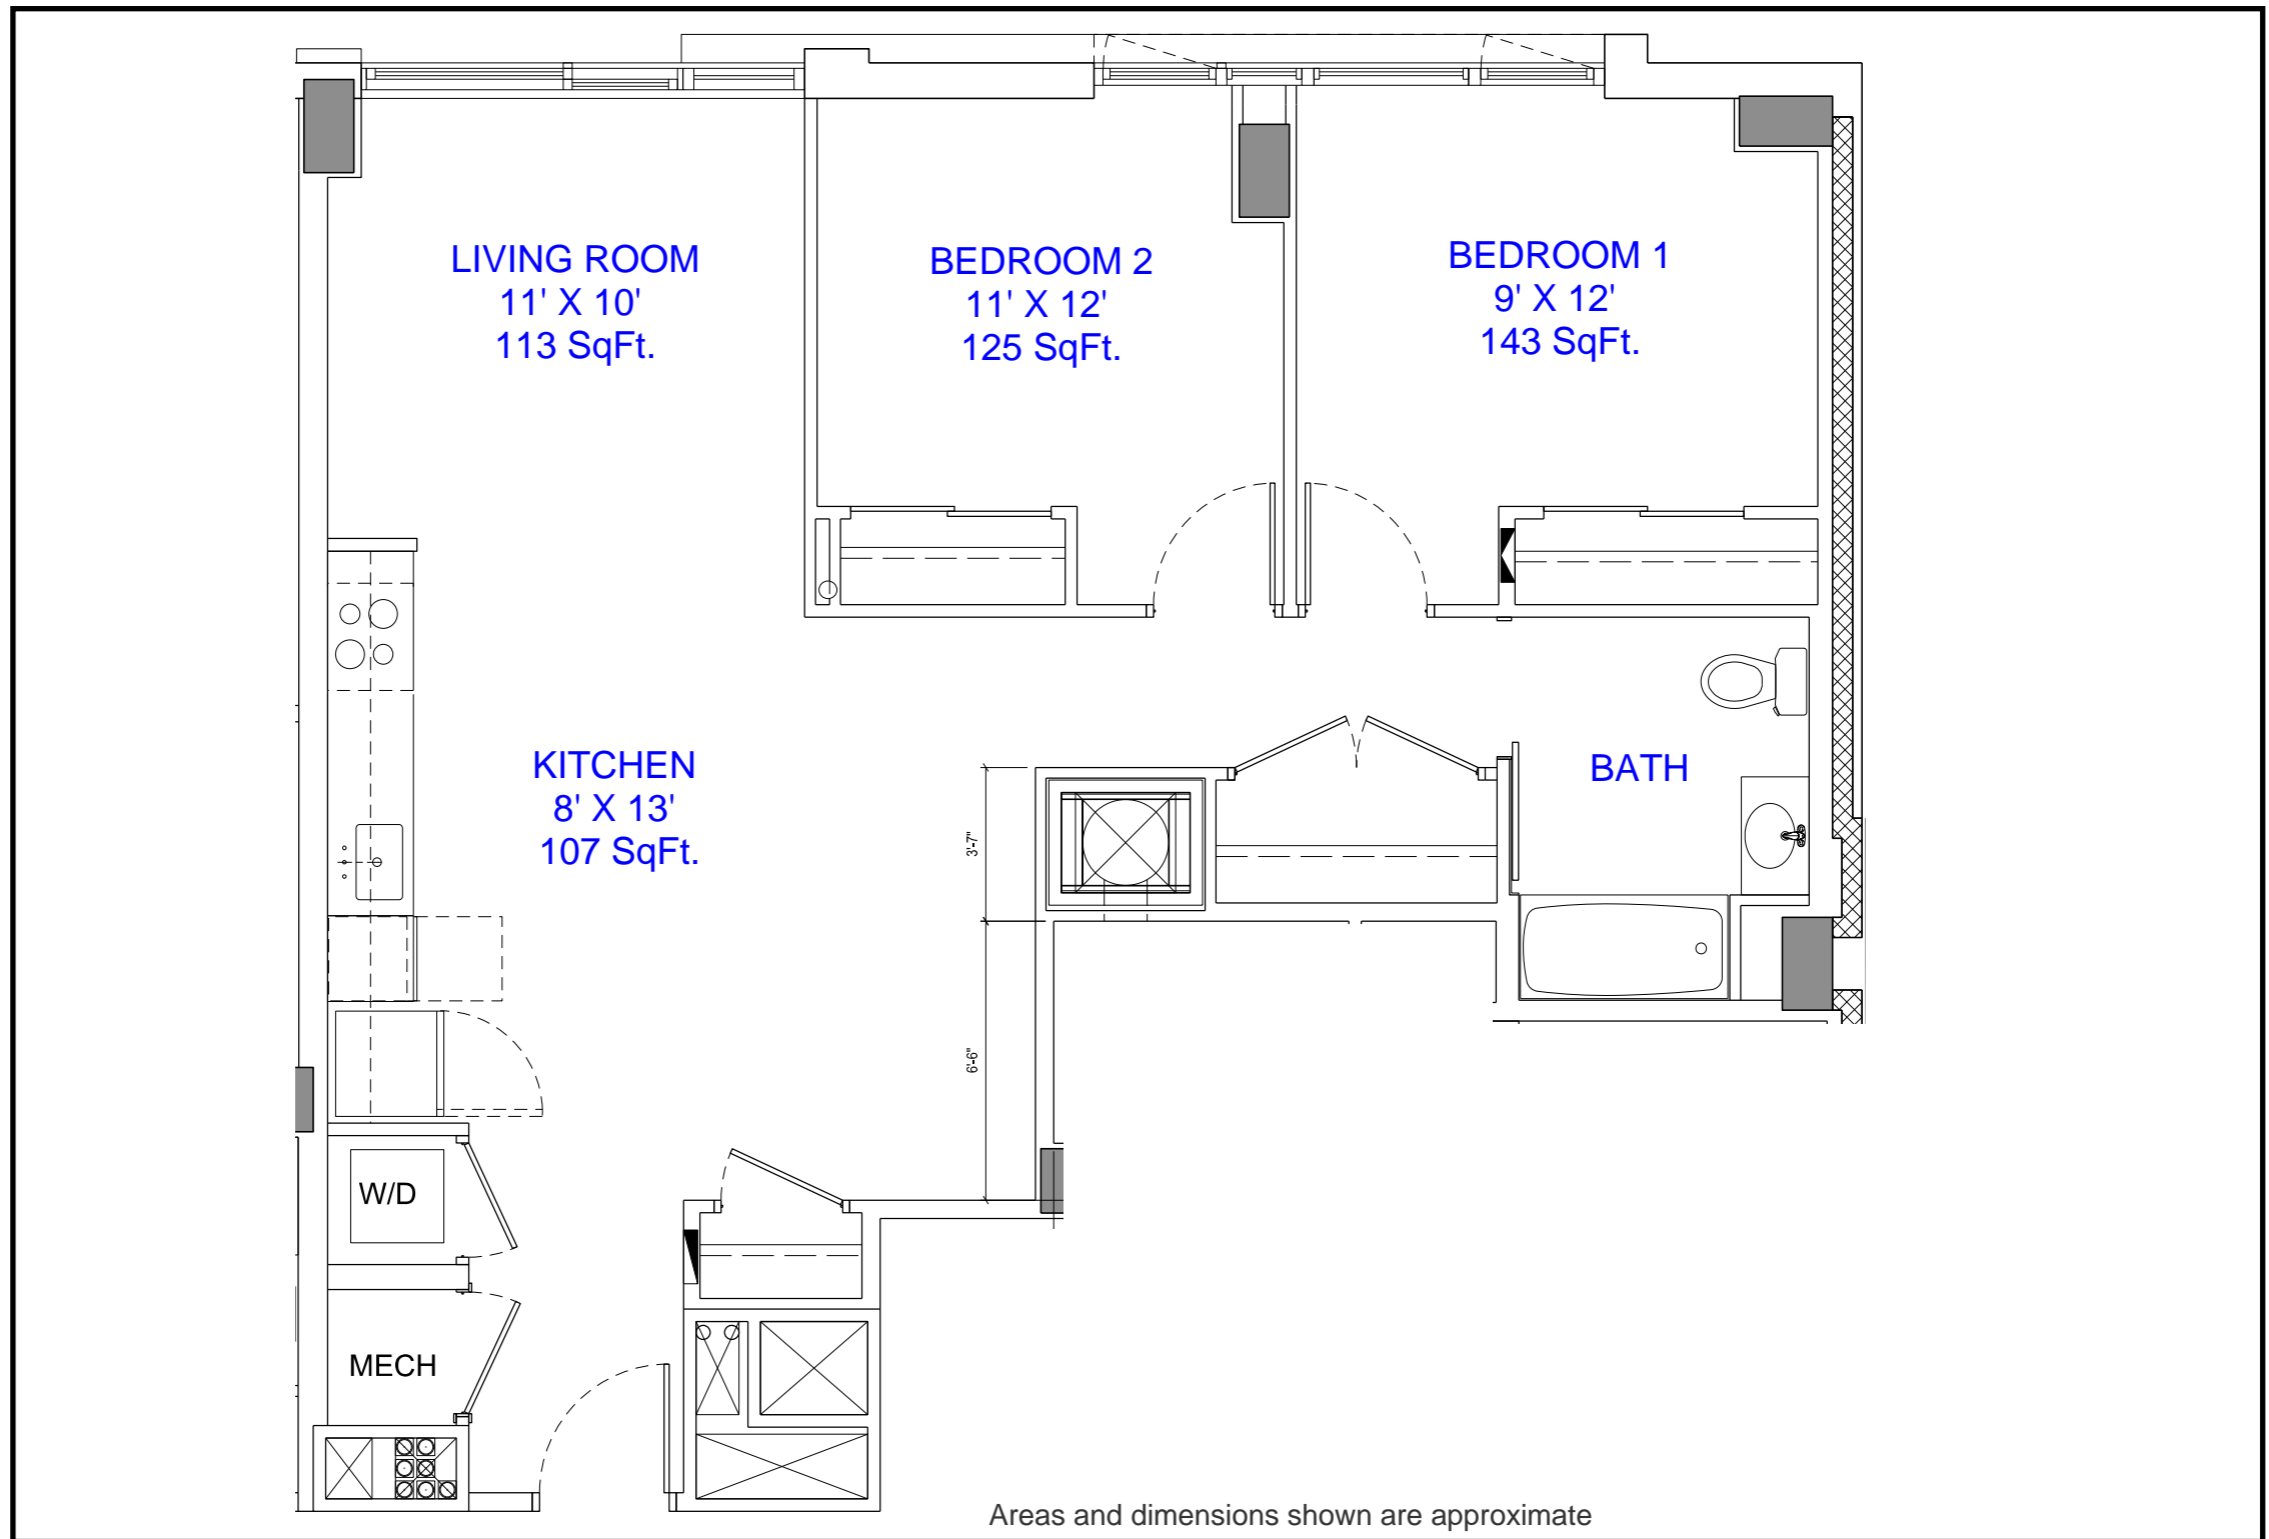 LIVING ROOM
11' X 10'
113 SqFt.
BEDROOM 2
11' X 12'
125 SqFt.
BEDROOM 1
9' X 12'
143 SqFt.
KITCHEN
8' X 13'
107 SqFt.
BATH
3'-7"
6'-6"
W/D
MECH
Areas and dimensions shown are approximate